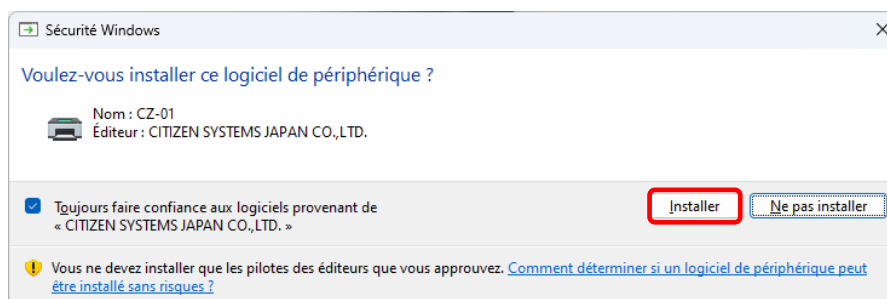 Sécurité Windows
Voulez-vous installer ce logiciel de périphérique ?
Nom : CZ-01
Éditeur : CITIZEN SYSTEMS JAPAN CO.,LTD.
Toujours faire confiance aux logiciels provenant de
« CITIZEN SYSTEMS JAPAN CO.,LTD. »
Installer
Ne pas installer
Vous ne devez installer que les pilotes des éditeurs que vous approuvez. Comment déterminer si un logiciel de périphérique peut
être installé sans risques ?